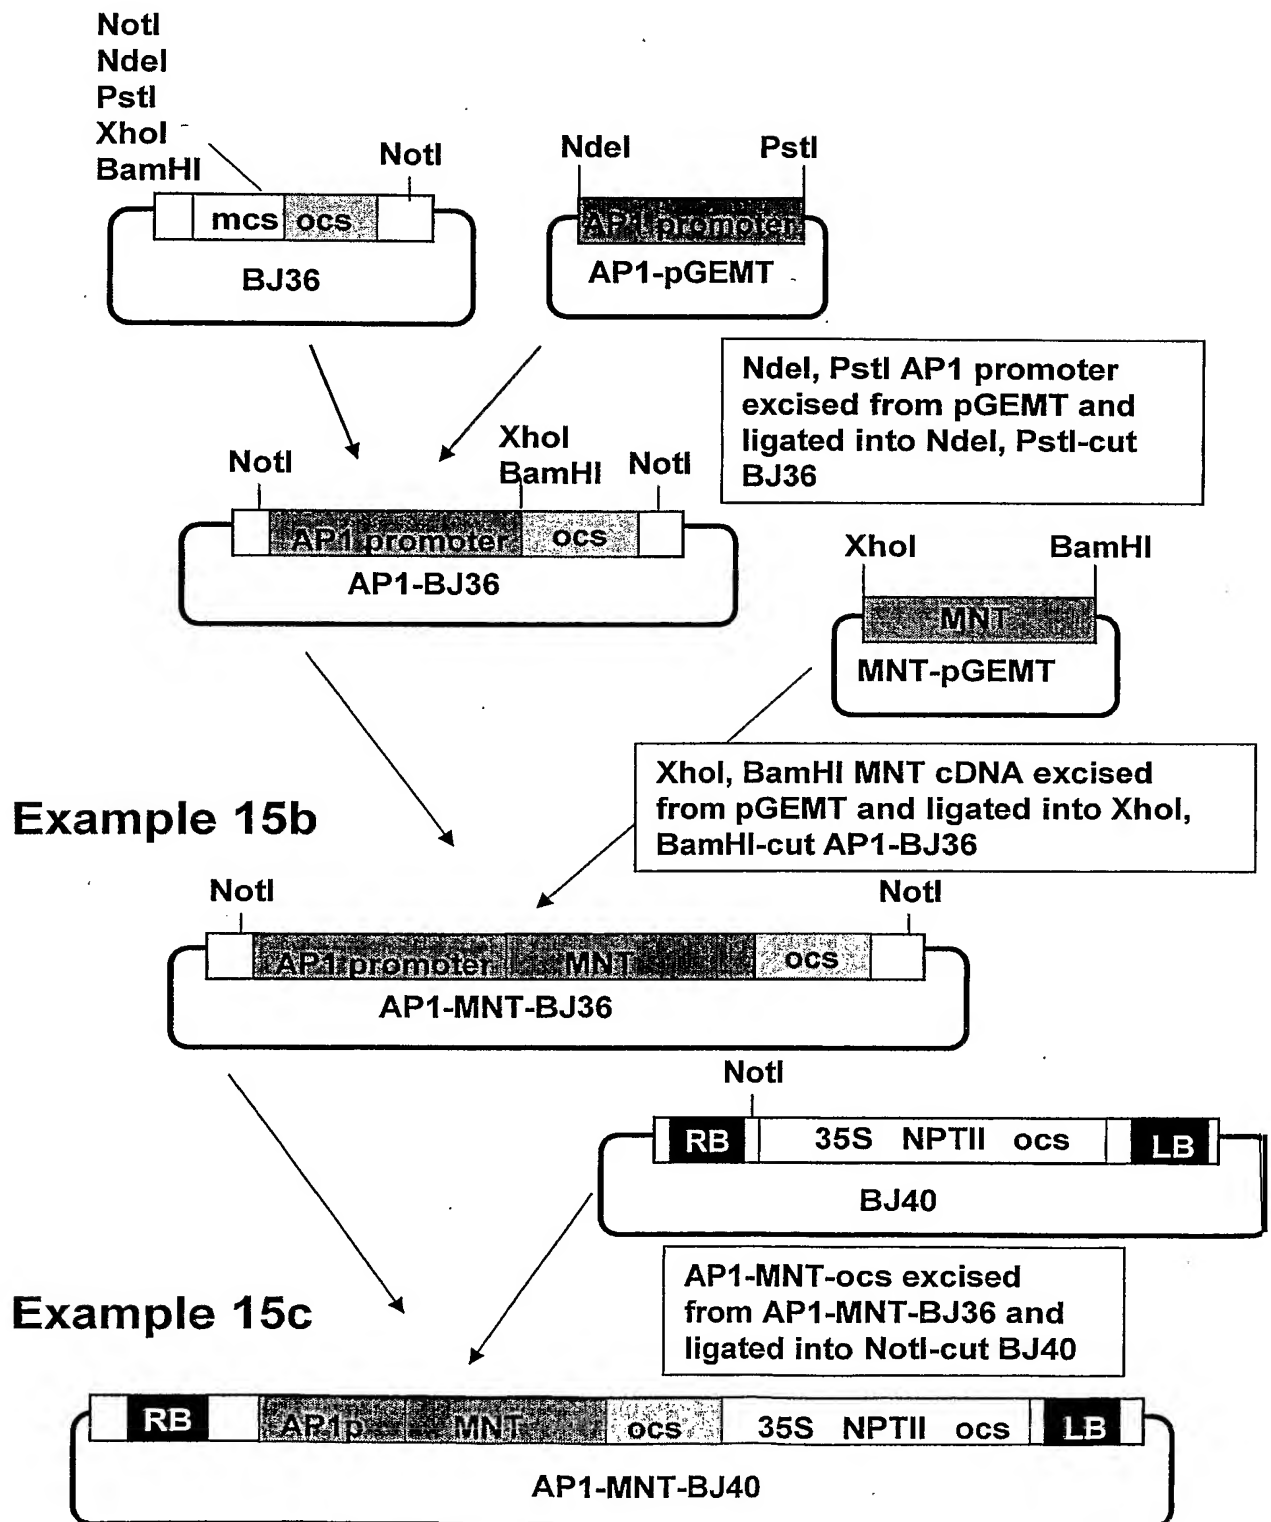 NotI
NdeI
PstI
XhoI
BamHI
NotI
mcs ocs
BJ36
NdeI PstI
AP1 promoter
AP1-pGEMT
NdeI, PstI AP1 promoter
excised from pGEMT and
ligated into NdeI, PstI-cut
BJ36
XhoI
BamHI
NotI NotI
AP1 promoter ocs
AP1-BJ36
XhoI BamHI
MNT
MNT-pGEMT
XhoI, BamHI MNT cDNA excised
from pGEMT and ligated into XhoI,
BamHI-cut AP1-BJ36
Example 15b
NotI NotI
AP1 promoter MNT ocs
AP1-MNT-BJ36
NotI
RB 35S NPTII ocs LB
BJ40
AP1-MNT-ocs excised
from AP1-MNT-BJ36 and
ligated into NotI-cut BJ40
Example 15c
RB AP1p MNT ocs 35S NPTII ocs LB
AP1-MNT-BJ40